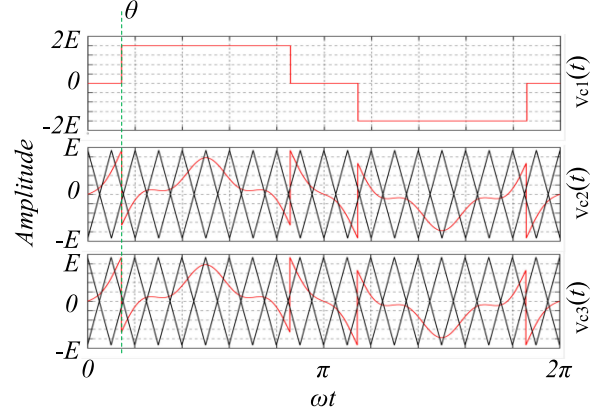 θ
2E
0
-2E
Vc1(t)
Amplitude
E
0
-E
Vc2(t)
E
0
-E
Vc3(t)
0
π
2π
ωt